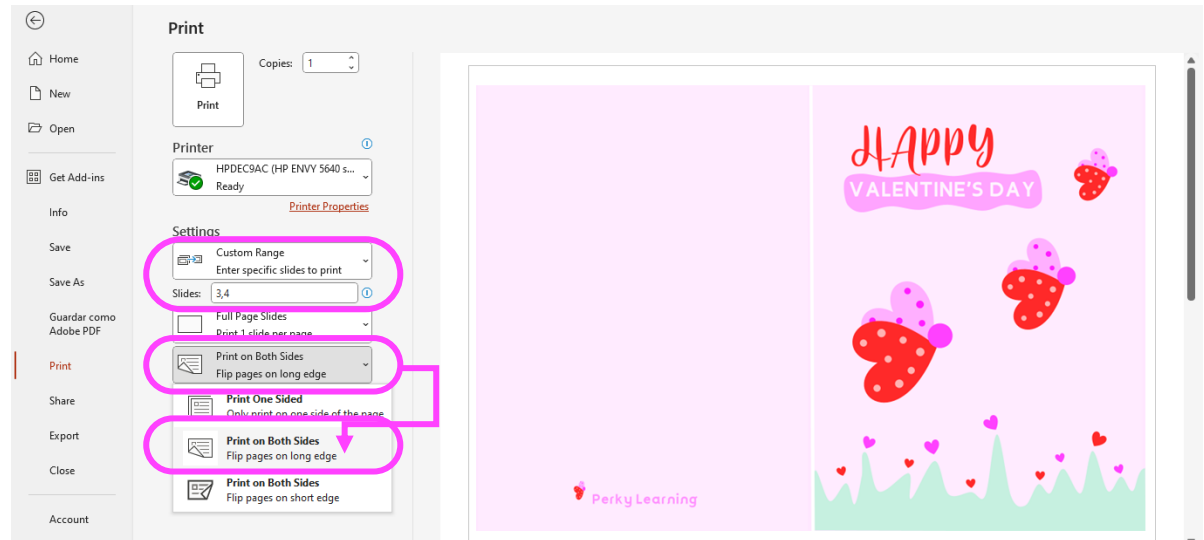 Print
Home
New
Open
Get Add-ins
Info
Save
Save As
Guardar como
Adobe PDF
Print
Share
Export
Close
Account
Copies: 1
Print
Printer
HPDEC9AC (HP ENVY 5640 s...
Ready
Printer Properties
Settings
Custom Range
Enter specific slides to print
Slides: 3,4
Full Page Slides
Print 1 slide per page
Print on Both Sides
Flip pages on long edge
Print One Sided
Only print on one side of the page
Print on Both Sides
Flip pages on long edge
Print on Both Sides
Flip pages on short edge
HAPPY
VALENTINE'S DAY
Perky Learning